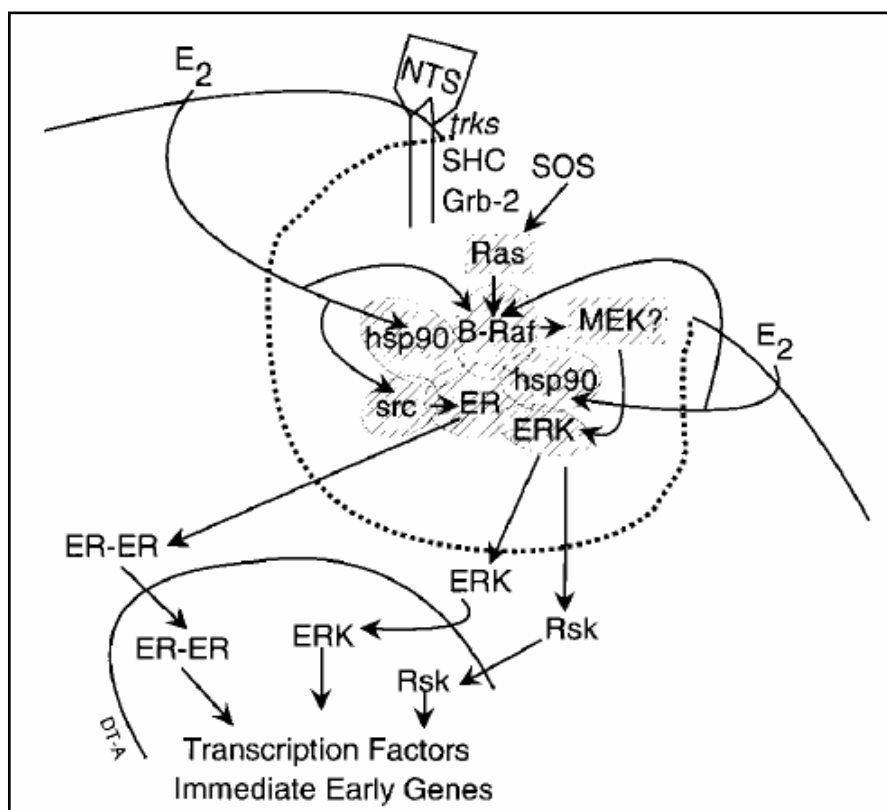 E2
NTS
trks
SHC
SOS
Grb-2
Ras
hsp90
B-Raf
MEK?
E2
hsp90
src
ER
ERK
ER-ER
ERK
ER-ER
ERK
Rsk
Rsk
DT-A
Transcription Factors
Immediate Early Genes